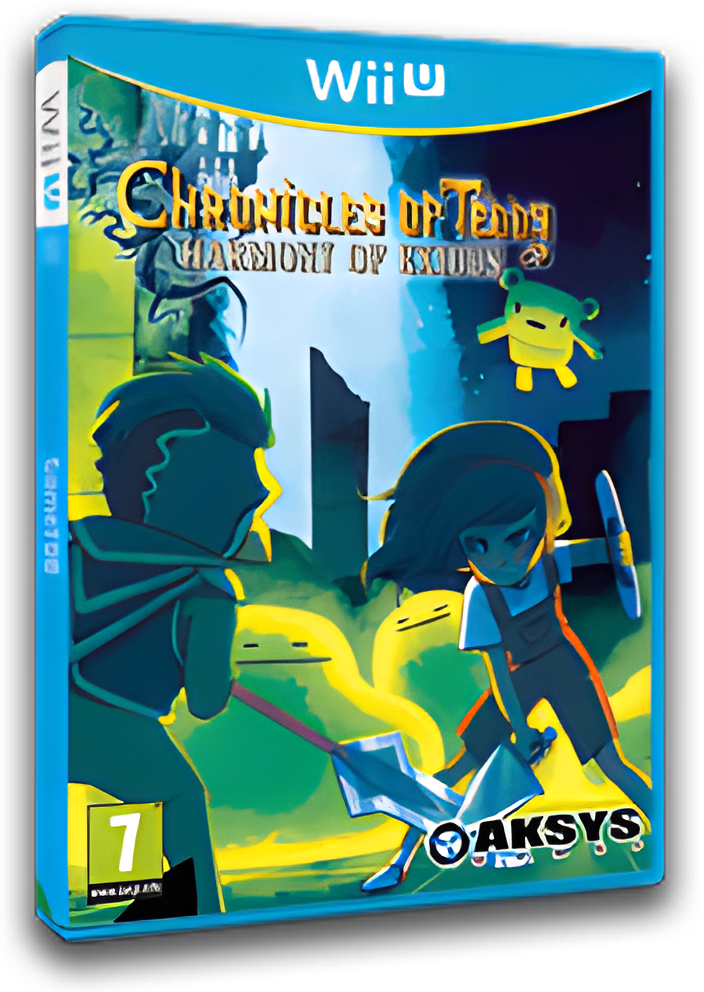 Wii U
Wii U
CHRONICLES OF TEDDY
HARMONY OF EXIDUS
7
AKSYS